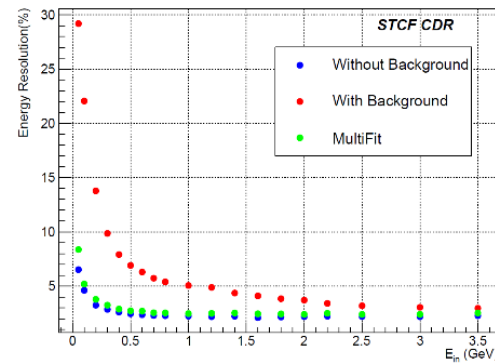 STCF CDR
Energy Resolution(%)
Without Background
With Background
MultiFit
30
25
20
15
10
5
0
0.5
1
1.5
2
2.5
3
3.5
E_in (GeV